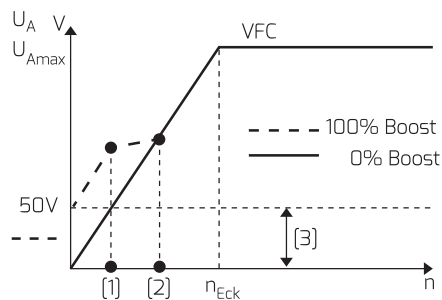 U_A V
U_Amax
VFC
100% Boost
0% Boost
50V
[3]
[1] [2] n_Eck n